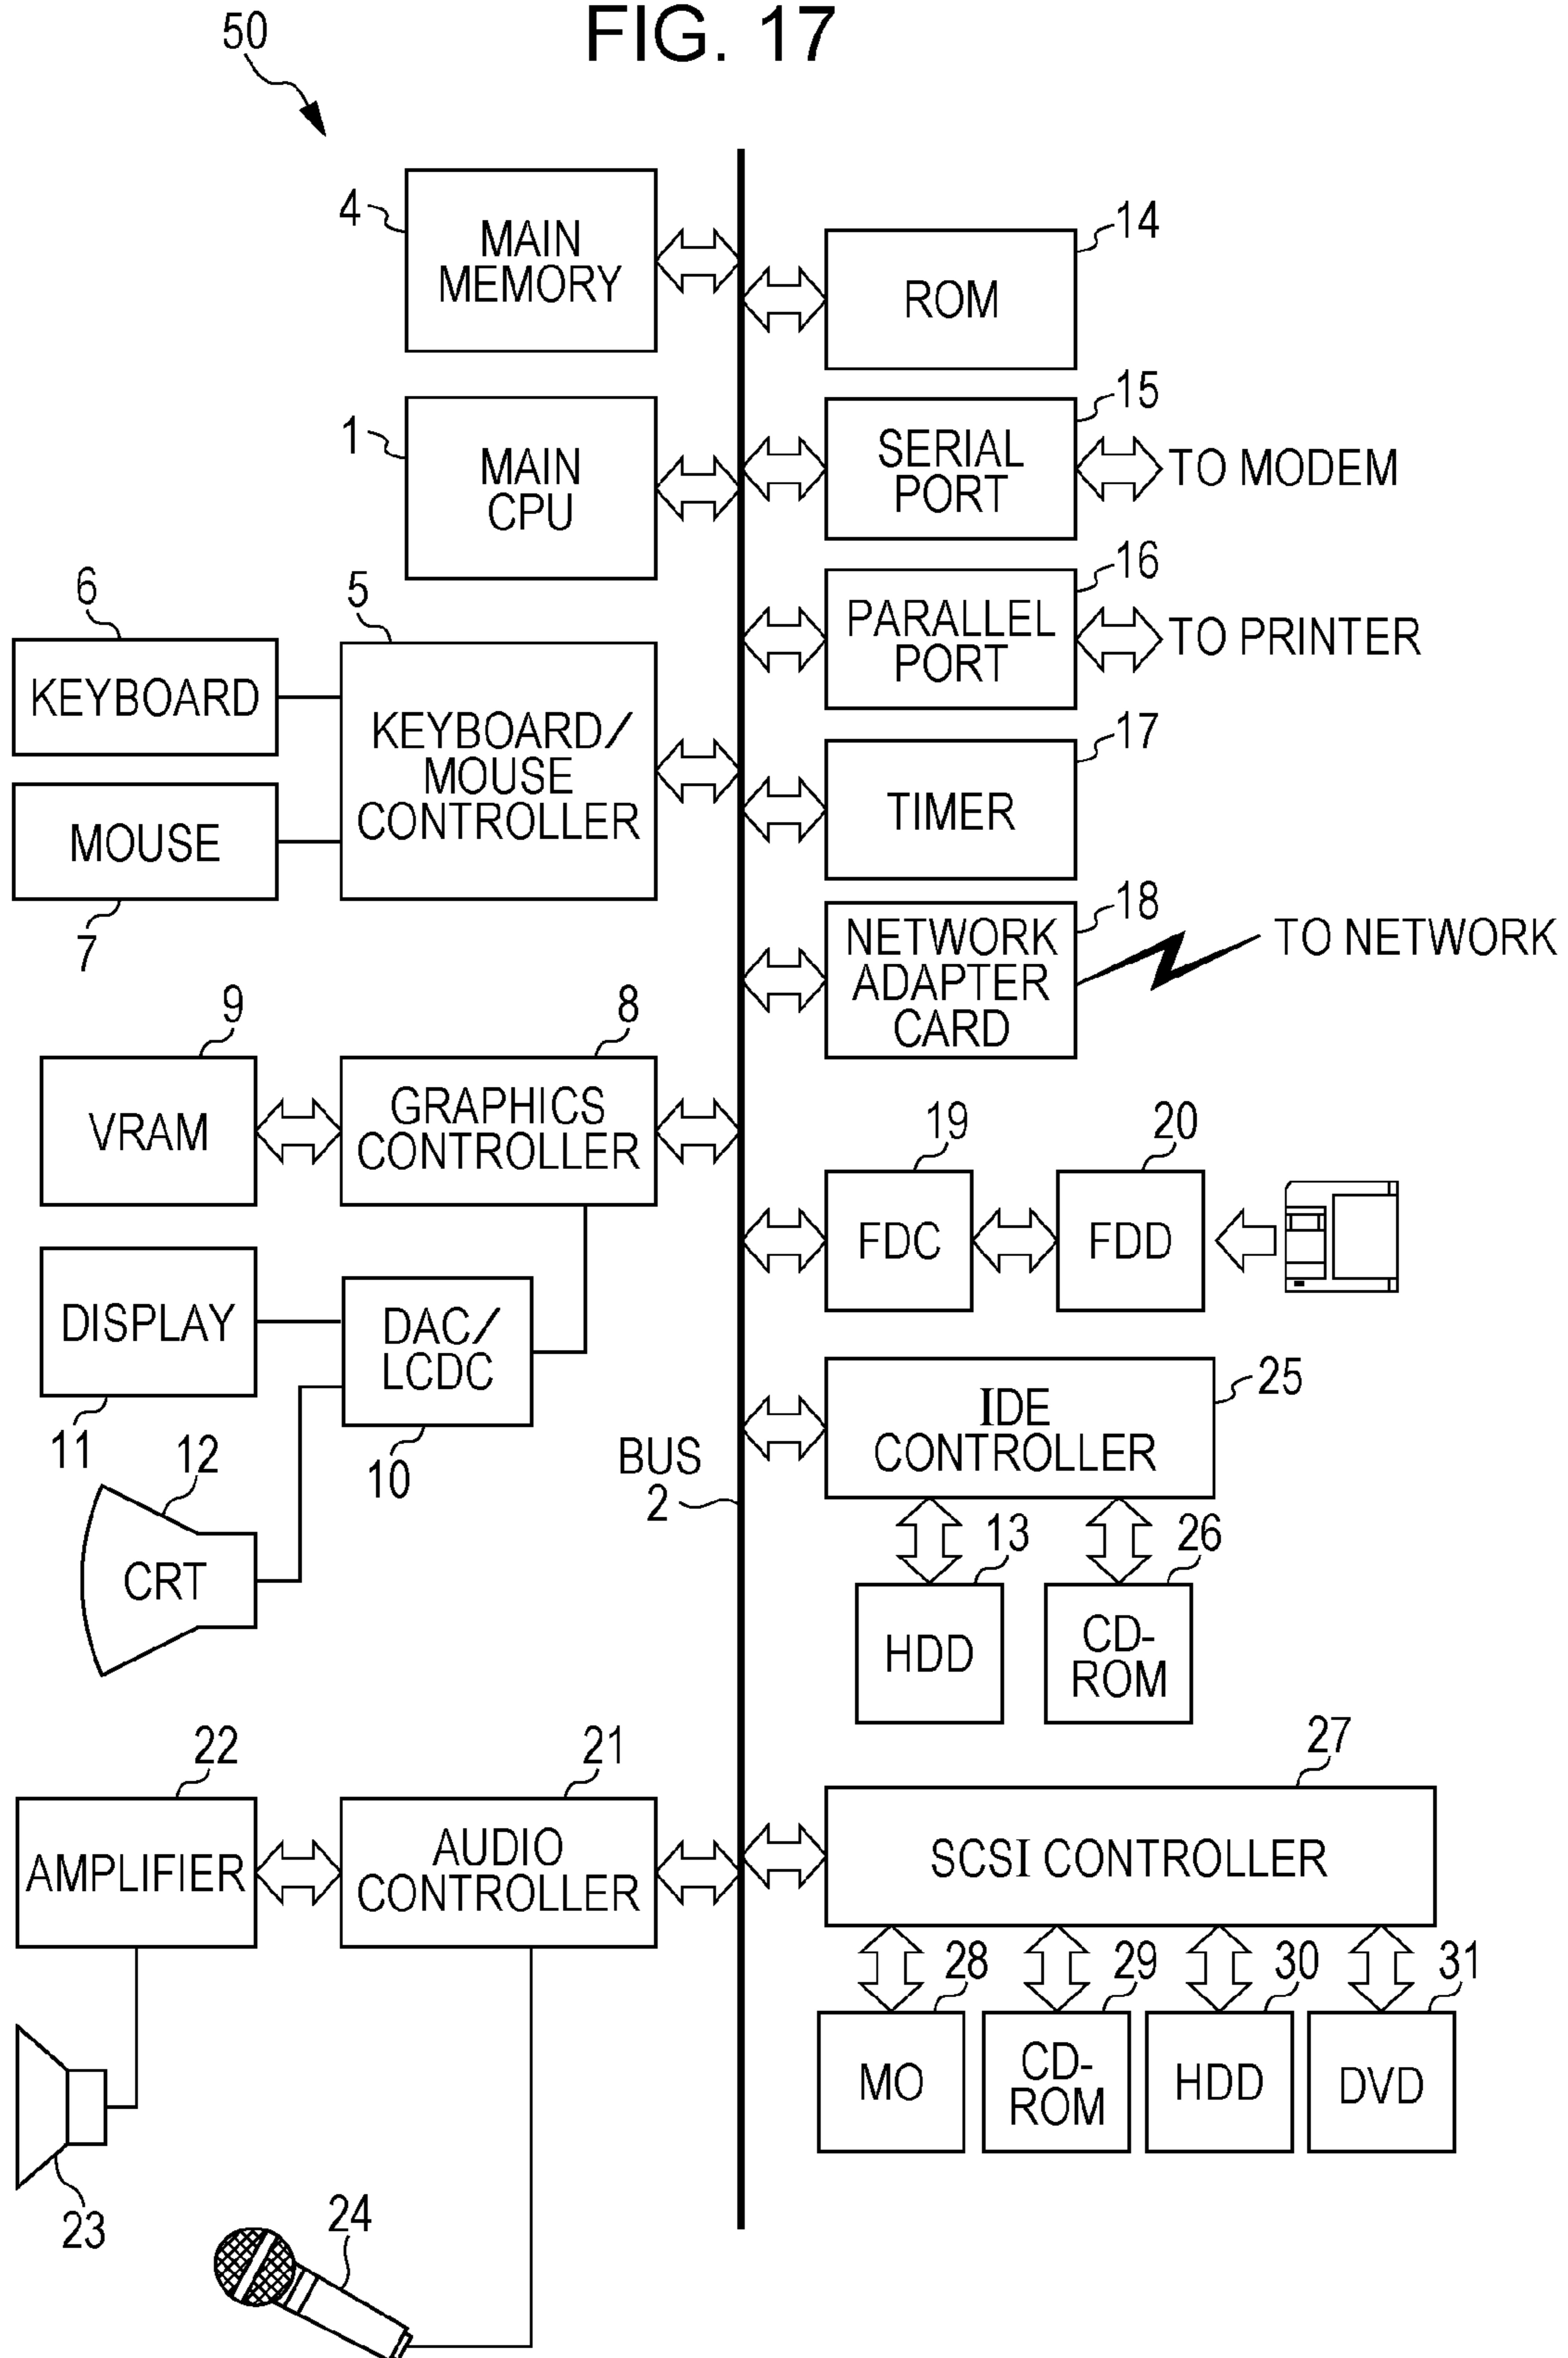 FIG. 17
50
4
MAIN
MEMORY
14
ROM
1
MAIN
CPU
15
SERIAL
PORT
TO MODEM
16
PARALLEL
PORT
TO PRINTER
6
KEYBOARD
5
KEYBOARD/
MOUSE
CONTROLLER
MOUSE
7
17
TIMER
18
NETWORK
ADAPTER
CARD
TO NETWORK
9
VRAM
8
GRAPHICS
CONTROLLER
19
FDC
20
FDD
DISPLAY
11
DAC/
LCDC
10
25
IDE
CONTROLLER
BUS
2
12
CRT
13
HDD
26
CD-
ROM
22
AMPLIFIER
21
AUDIO
CONTROLLER
27
SCSI CONTROLLER
28
MO
29
CD-
ROM
30
HDD
31
DVD
23
24